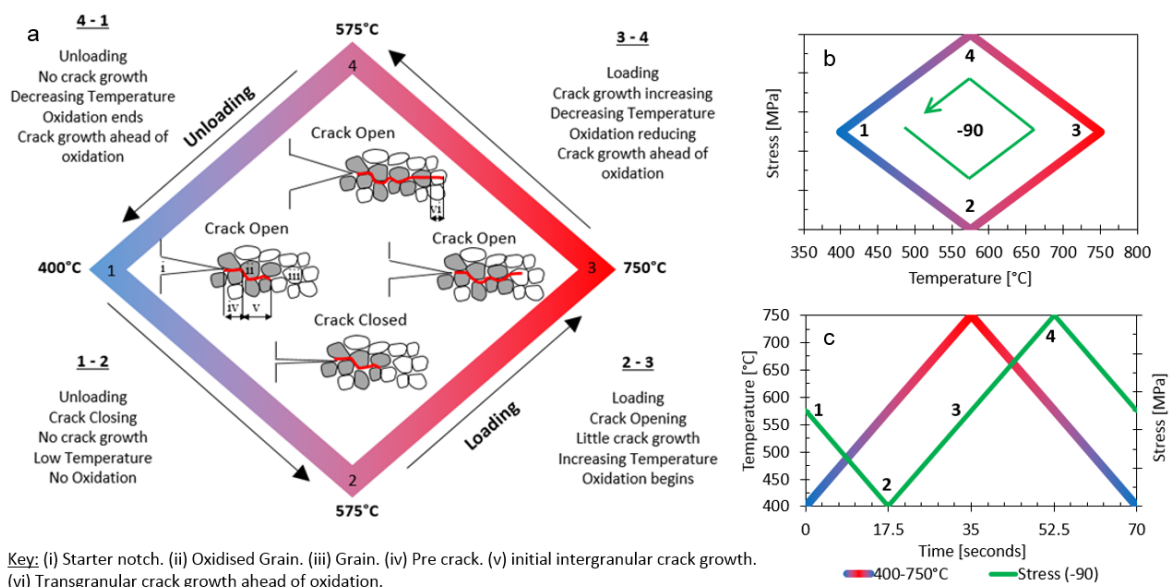 a
4 - 1
Unloading
No crack growth
Decreasing Temperature
Oxidation ends
Crack growth ahead of
oxidation
575°C
4
3 - 4
Loading
Crack growth increasing
Decreasing Temperature
Oxidation reducing
Crack growth ahead of
oxidation
Unloading
Crack Open
vi
Crack Open
i
ii
iii
iv
v
Crack Open
400°C
1
3
750°C
Crack Closed
1 - 2
Unloading
Crack Closing
No crack growth
Low Temperature
No Oxidation
2 - 3
Loading
Crack Opening
Little crack growth
Increasing Temperature
Oxidation begins
Loading
2
575°C
Key: (i) Starter notch. (ii) Oxidised Grain. (iii) Grain. (iv) Pre crack. (v) initial intergranular crack growth.
(vi) Transgranular crack growth ahead of oxidation.
b
Stress [MPa]
4
1
-90
3
2
350 400 450 500 550 600 650 700 750 800
Temperature [°C]
c
Temperature [°C]
750
700
650
600
550
500
450
400
1
2
3
4
Stress [MPa]
0 17.5 35 52.5 70
Time [seconds]
400-750°C
Stress (-90)